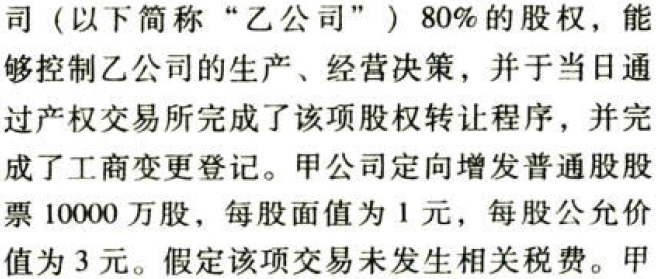 司（以下简称“乙公司”）80%的股权，能
够控制乙公司的生产、经营决策，并于当日通
过产权交易所完成了该项股权转让程序，并完
成了工商变更登记。甲公司定向增发普通股股
票 10000 万股，每股面值为 1 元，每股公允价
值为 3 元。假定该项交易未发生相关税费。甲